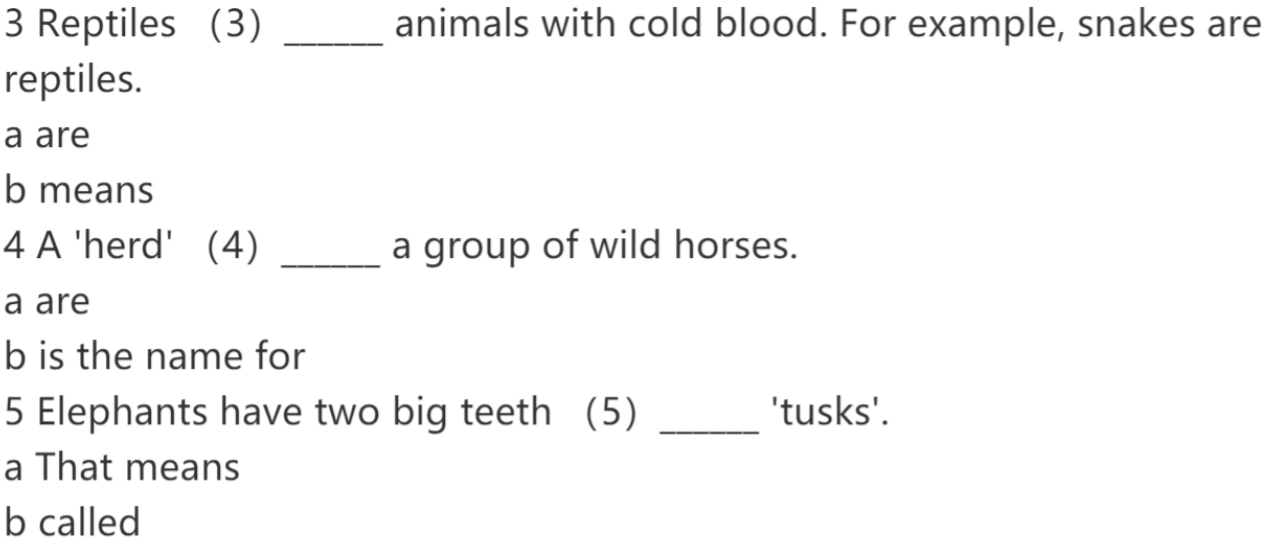 3 Reptiles （3）______ animals with cold blood. For example, snakes are
reptiles.
a are
b means
4 A 'herd' （4）______ a group of wild horses.
a are
b is the name for
5 Elephants have two big teeth （5）______ 'tusks'.
a That means
b called